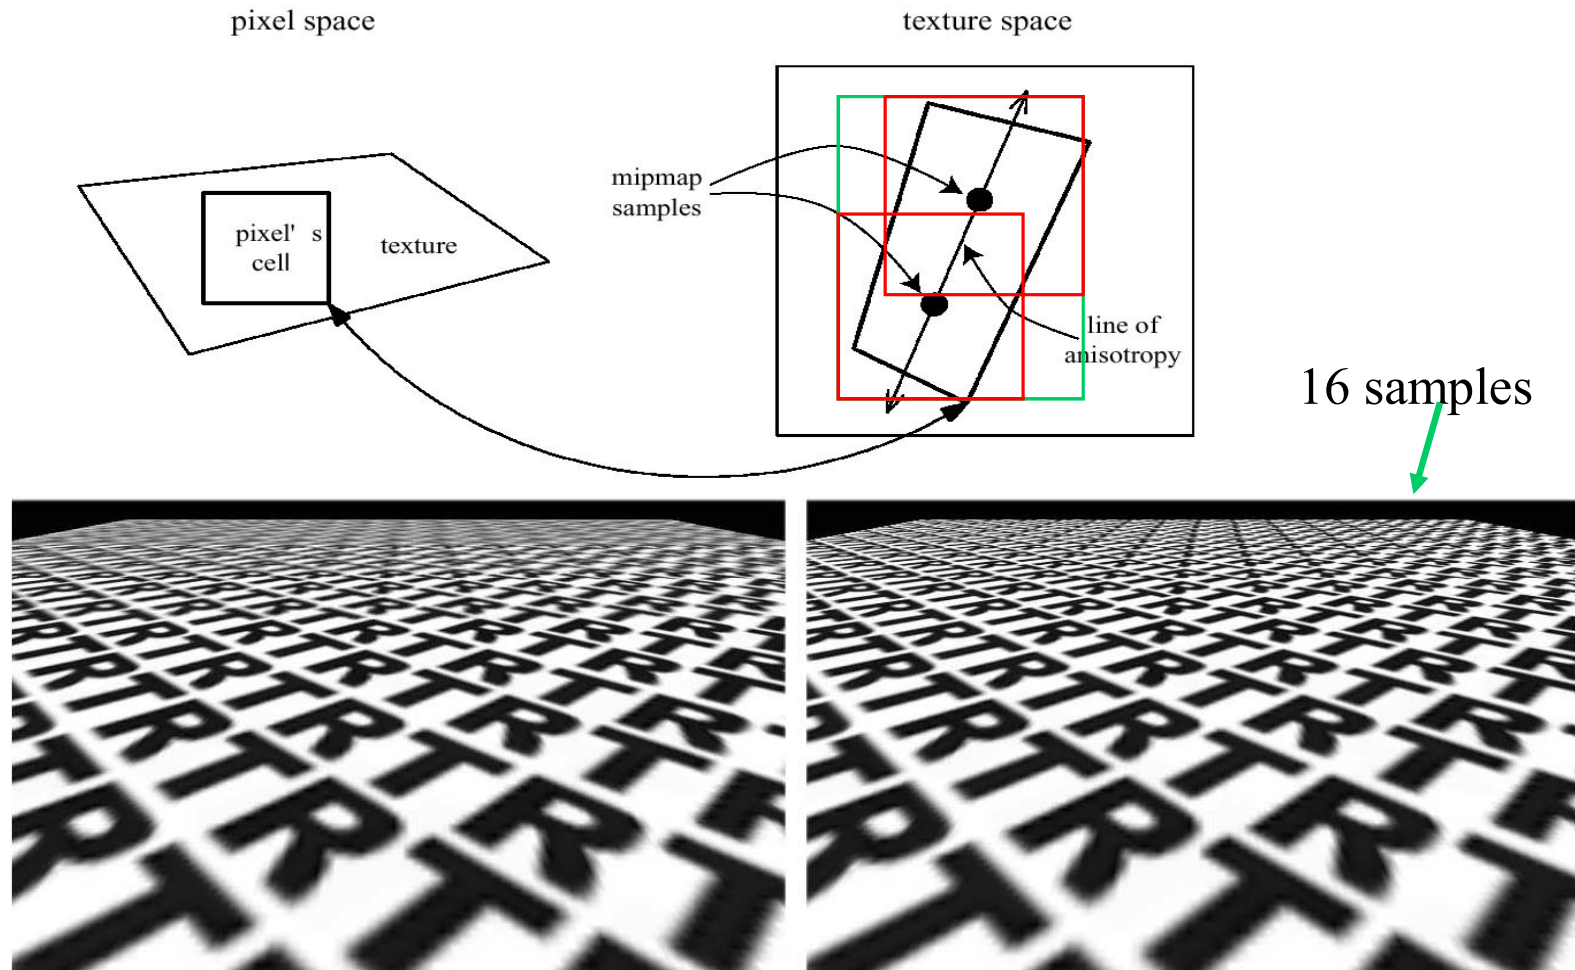 pixel space
texture space
pixel' s
cell
texture
mipmap
samples
line of
anisotropy
16 samples